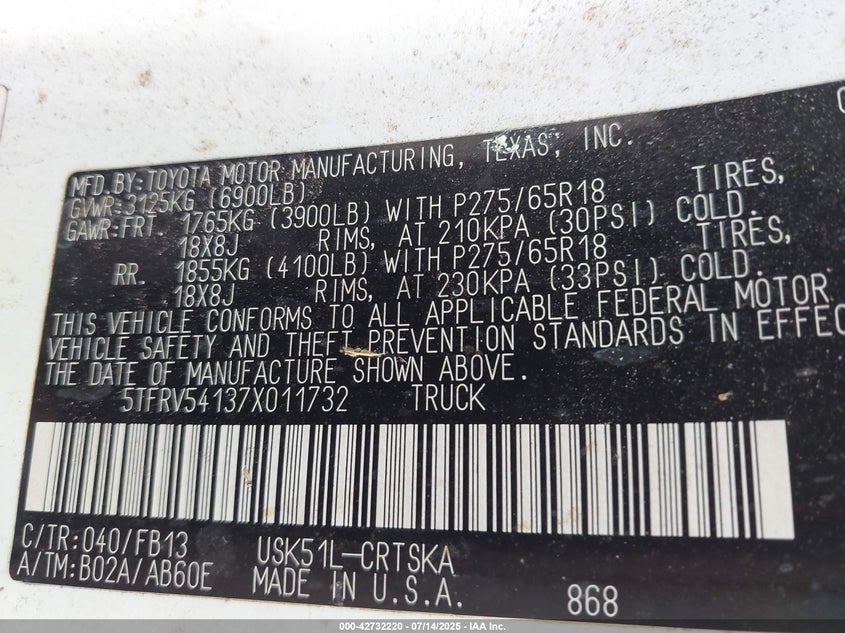 MFD.BY:TOYOTA MOTOR MANUFACTURING, TEXAS, INC.
GVWR:3125KG (6900LB)
GAWR:FRT. 1765KG (3900LB) WITH P275/65R18 TIRES,
18X8J RIMS, AT 210KPA (30PSI) COLD.
RR. 1855KG (4100LB) WITH P275/65R18 TIRES,
18X8J RIMS, AT 230KPA (33PSI) COLD.
THIS VEHICLE CONFORMS TO ALL APPLICABLE FEDERAL MOTOR
VEHICLE SAFETY AND THEFT PREVENTION STANDARDS IN EFFEC
THE DATE OF MANUFACTURE SHOWN ABOVE.
5TFRV54137X011732 TRUCK
C/TR:040/FB13 USK51L-CRTSKA
A/TM:B02A/AB60E MADE IN U.S.A. 868
000-42732220 - 07/14/2025 - IAA Inc.